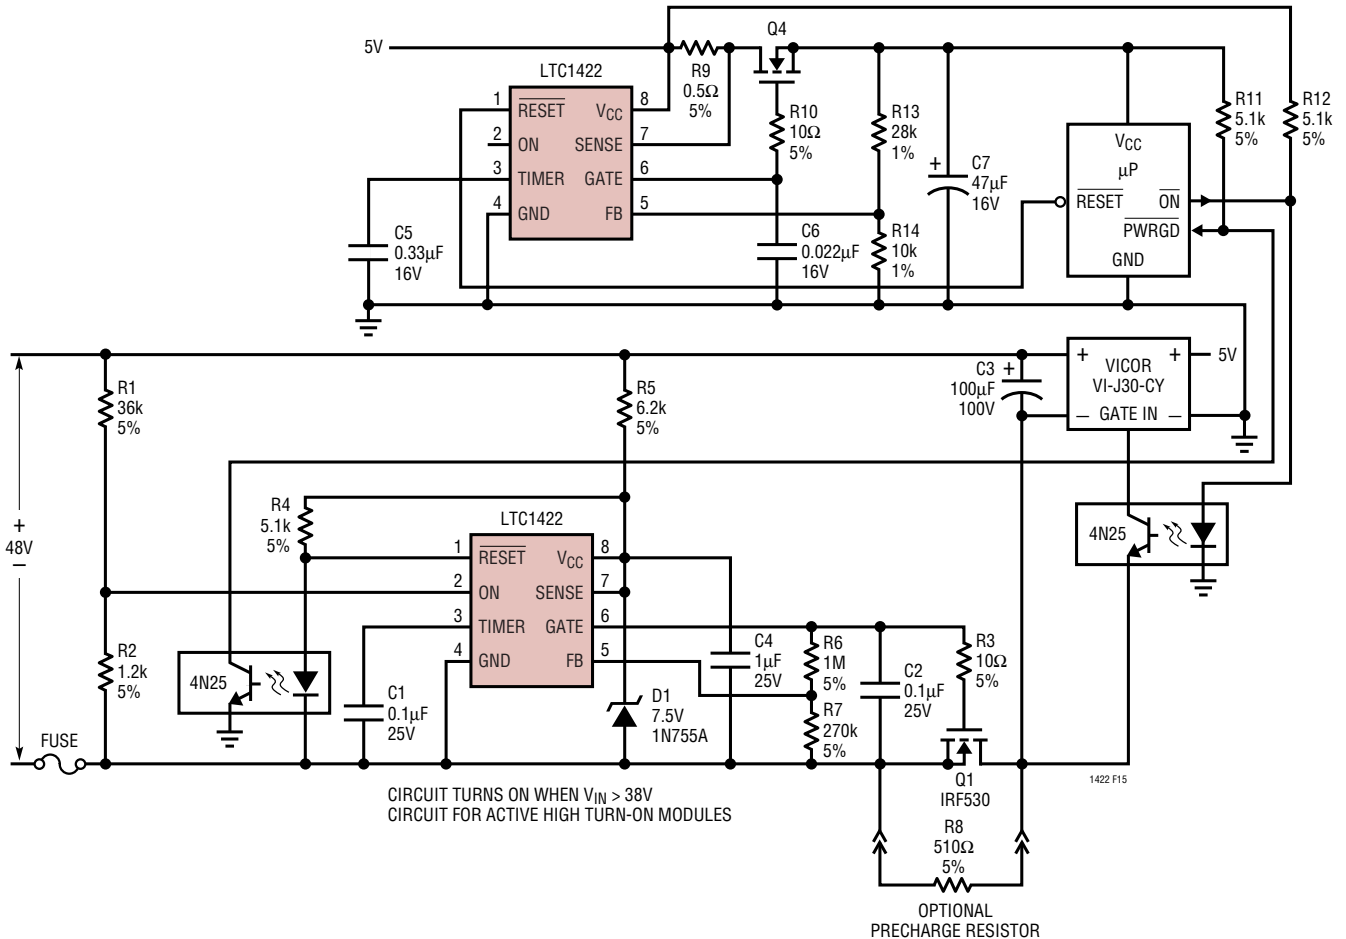 Q4
5V
LTC1422
R9
0.5Ω
5%
1
RESET
VCC
8
2
ON
SENSE
7
3
TIMER
GATE
6
4
GND
FB
5
R10
10Ω
5%
R13
28k
1%
+
C7
47µF
16V
R11
5.1k
5%
R12
5.1k
5%
VCC
µP
RESET
ON
PWRGD
GND
C5
0.33µF
16V
C6
0.022µF
16V
R14
10k
1%
R1
36k
5%
R5
6.2k
5%
C3
100µF
100V
+
+
VICOR
VI-J30-CY
+
5V
–
GATE IN
–
+
48V
–
R4
5.1k
5%
LTC1422
1
RESET
VCC
8
2
ON
SENSE
7
3
TIMER
GATE
6
4
GND
FB
5
4N25
R2
1.2k
5%
4N25
C1
0.1µF
25V
D1
7.5V
1N755A
C4
1µF
25V
R6
1M
5%
R7
270k
5%
C2
0.1µF
25V
R3
10Ω
5%
FUSE
Q1
IRF530
1422 F15
CIRCUIT TURNS ON WHEN VIN > 38V
CIRCUIT FOR ACTIVE HIGH TURN-ON MODULES
R8
510Ω
5%
OPTIONAL
PRECHARGE RESISTOR